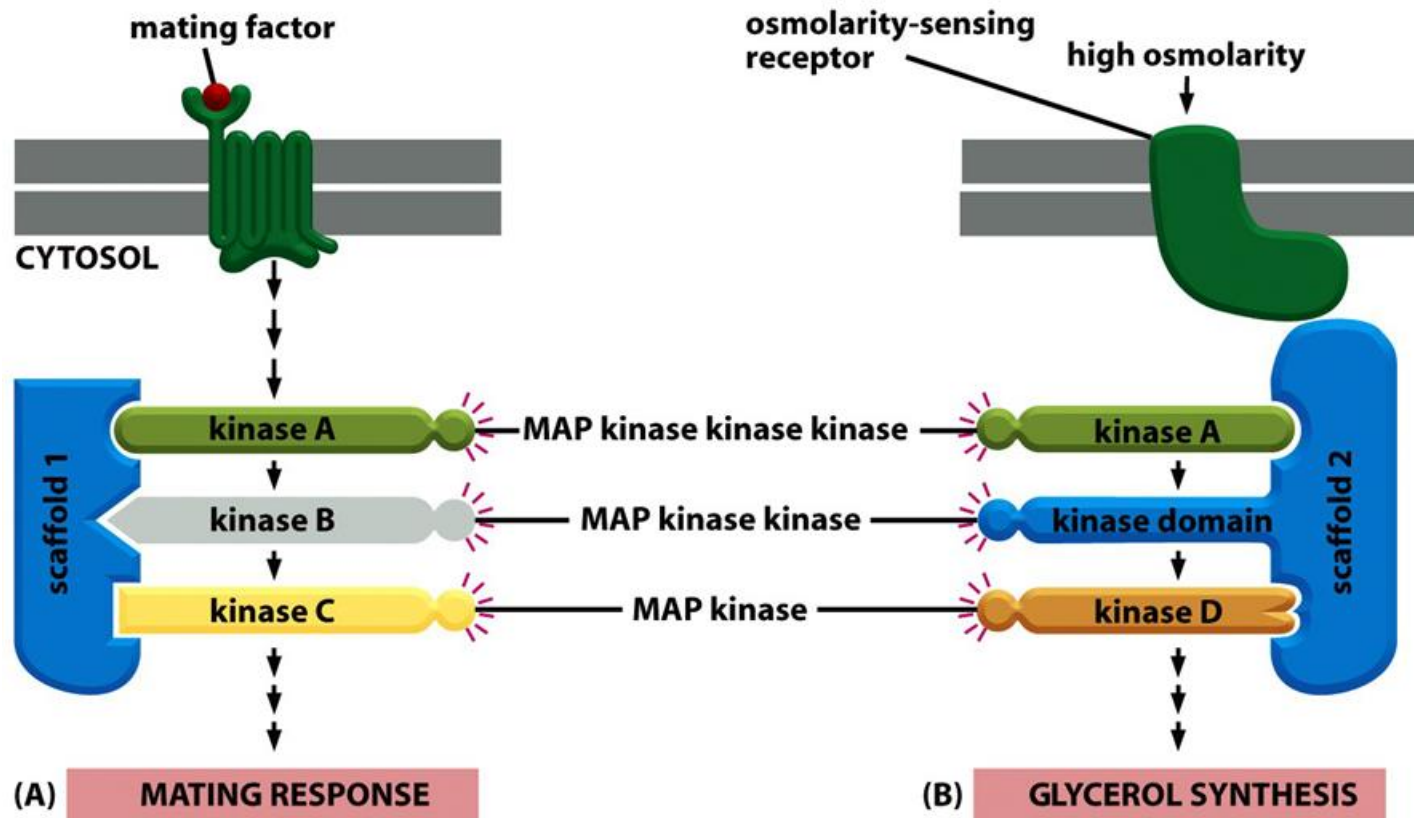 mating factor
osmolarity-sensing
receptor
high osmolarity
CYTOSOL
scaffold 1
kinase A
MAP kinase kinase kinase
kinase A
kinase B
MAP kinase kinase
kinase domain
scaffold 2
kinase C
MAP kinase
kinase D
(A) MATING RESPONSE
(B) GLYCEROL SYNTHESIS